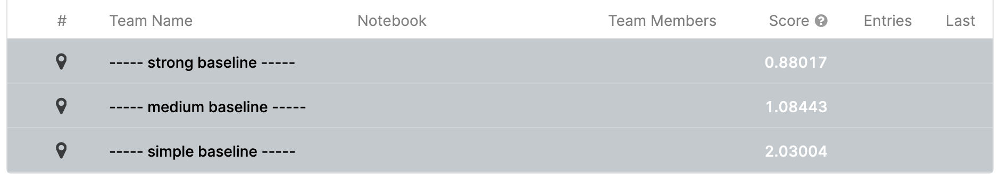 # Team Name Notebook Team Members Score ? Entries Last
----- strong baseline ----- 0.88017
----- medium baseline ----- 1.08443
----- simple baseline ----- 2.03004